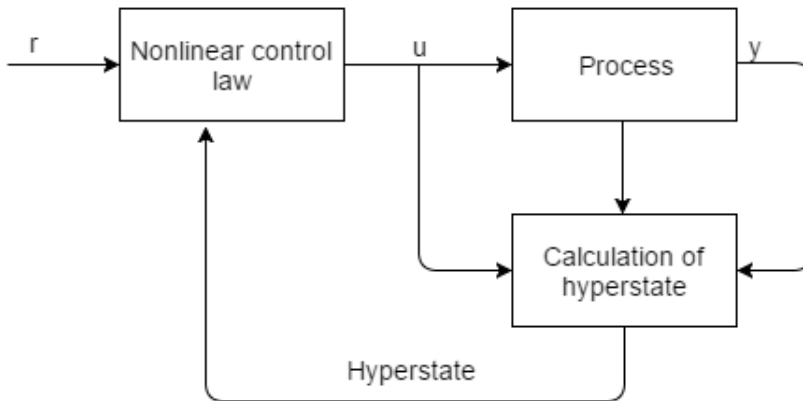 r
Nonlinear control
law
u
Process
y
Calculation of
hyperstate
Hyperstate